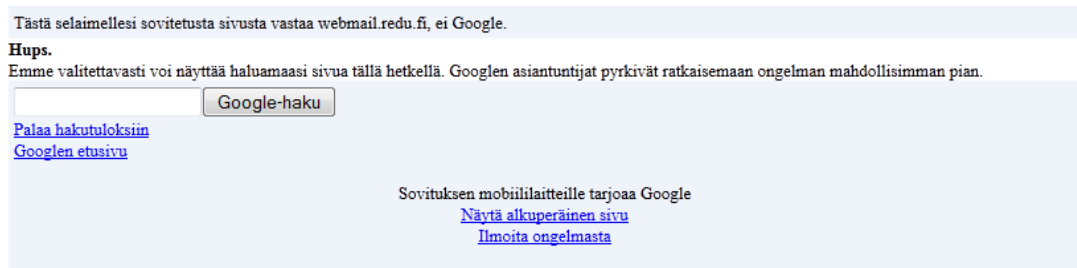 Tästä selaimellesi sovitetusta sivusta vastaa webmail.redu.fi, ei Google.
Hups.
Emme valitettavasti voi näyttää haluamaasi sivua tällä hetkellä. Googlen asiantuntijat pyrkivät ratkaisemaan ongelman mahdollisimman pian.
Google-haku
Palaa hakutuloksiin
Googlen etusivu
Sovituksen mobiililaitteille tarjoaa Google
Näytä alkuperäinen sivu
Ilmoita ongelmasta